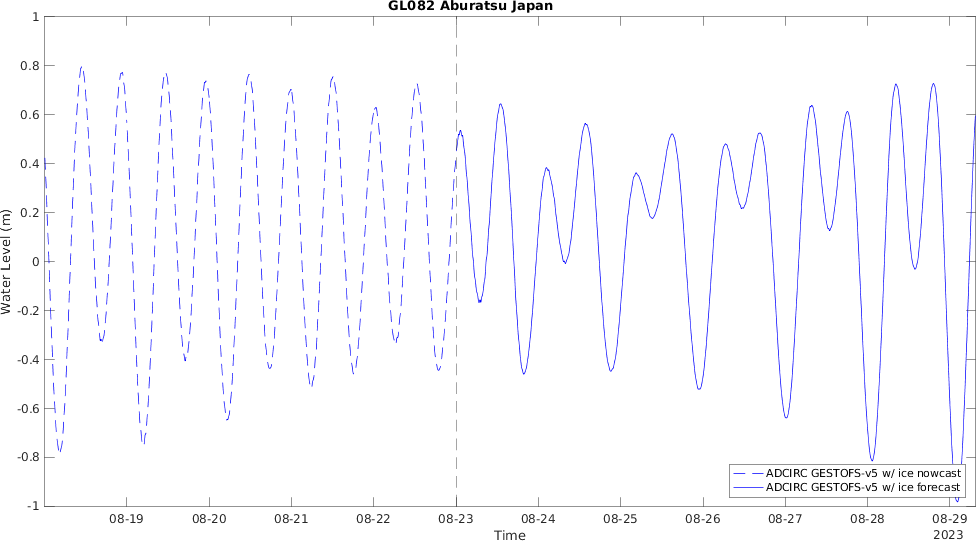 GL082 Aburatsu Japan
1
0.8
0.6
0.4
0.2
0
-0.2
-0.4
-0.6
-0.8
-1
Water Level (m)
ADCIRC GESTOFS-v5 w/ ice nowcast
ADCIRC GESTOFS-v5 w/ ice forecast
08-19 08-20 08-21 08-22 08-23 08-24 08-25 08-26 08-27 08-28 08-29
Time
2023